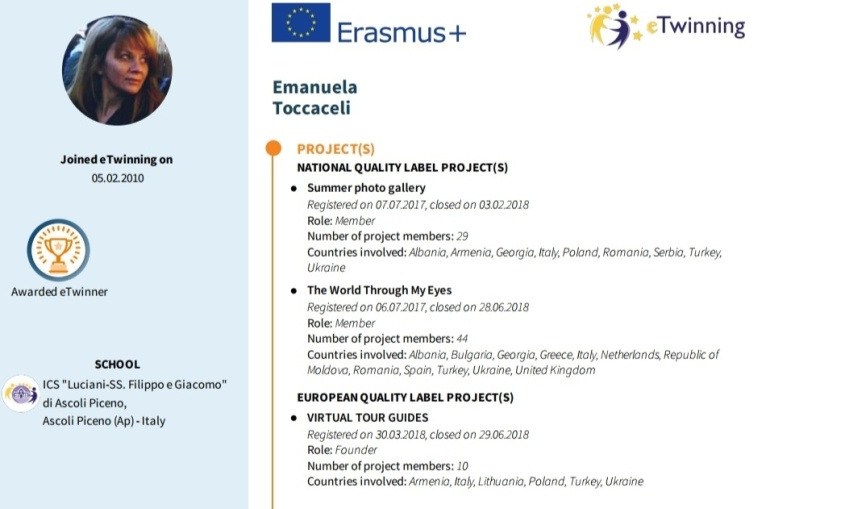 Erasmus+
eTwinning
Emanuela
Toccaceli
Joined eTwinning on
05.02.2010
Awarded eTwinner
SCHOOL
ICS "Luciani-SS. Filippo e Giacomo"
di Ascoli Piceno,
Ascoli Piceno (Ap) - Italy
PROJECT(S)
NATIONAL QUALITY LABEL PROJECT(S)
● Summer photo gallery
Registered on 07.07.2017, closed on 03.02.2018
Role: Member
Number of project members: 29
Countries involved: Albania, Armenia, Georgia, Italy, Poland, Romania, Serbia, Turkey,
Ukraine
● The World Through My Eyes
Registered on 06.07.2017, closed on 28.06.2018
Role: Member
Number of project members: 44
Countries involved: Albania, Bulgaria, Georgia, Greece, Italy, Netherlands, Republic of
Moldova, Romania, Spain, Turkey, Ukraine, United Kingdom
EUROPEAN QUALITY LABEL PROJECT(S)
● VIRTUAL TOUR GUIDES
Registered on 30.03.2018, closed on 29.06.2018
Role: Founder
Number of project members: 10
Countries involved: Armenia, Italy, Lithuania, Poland, Turkey, Ukraine